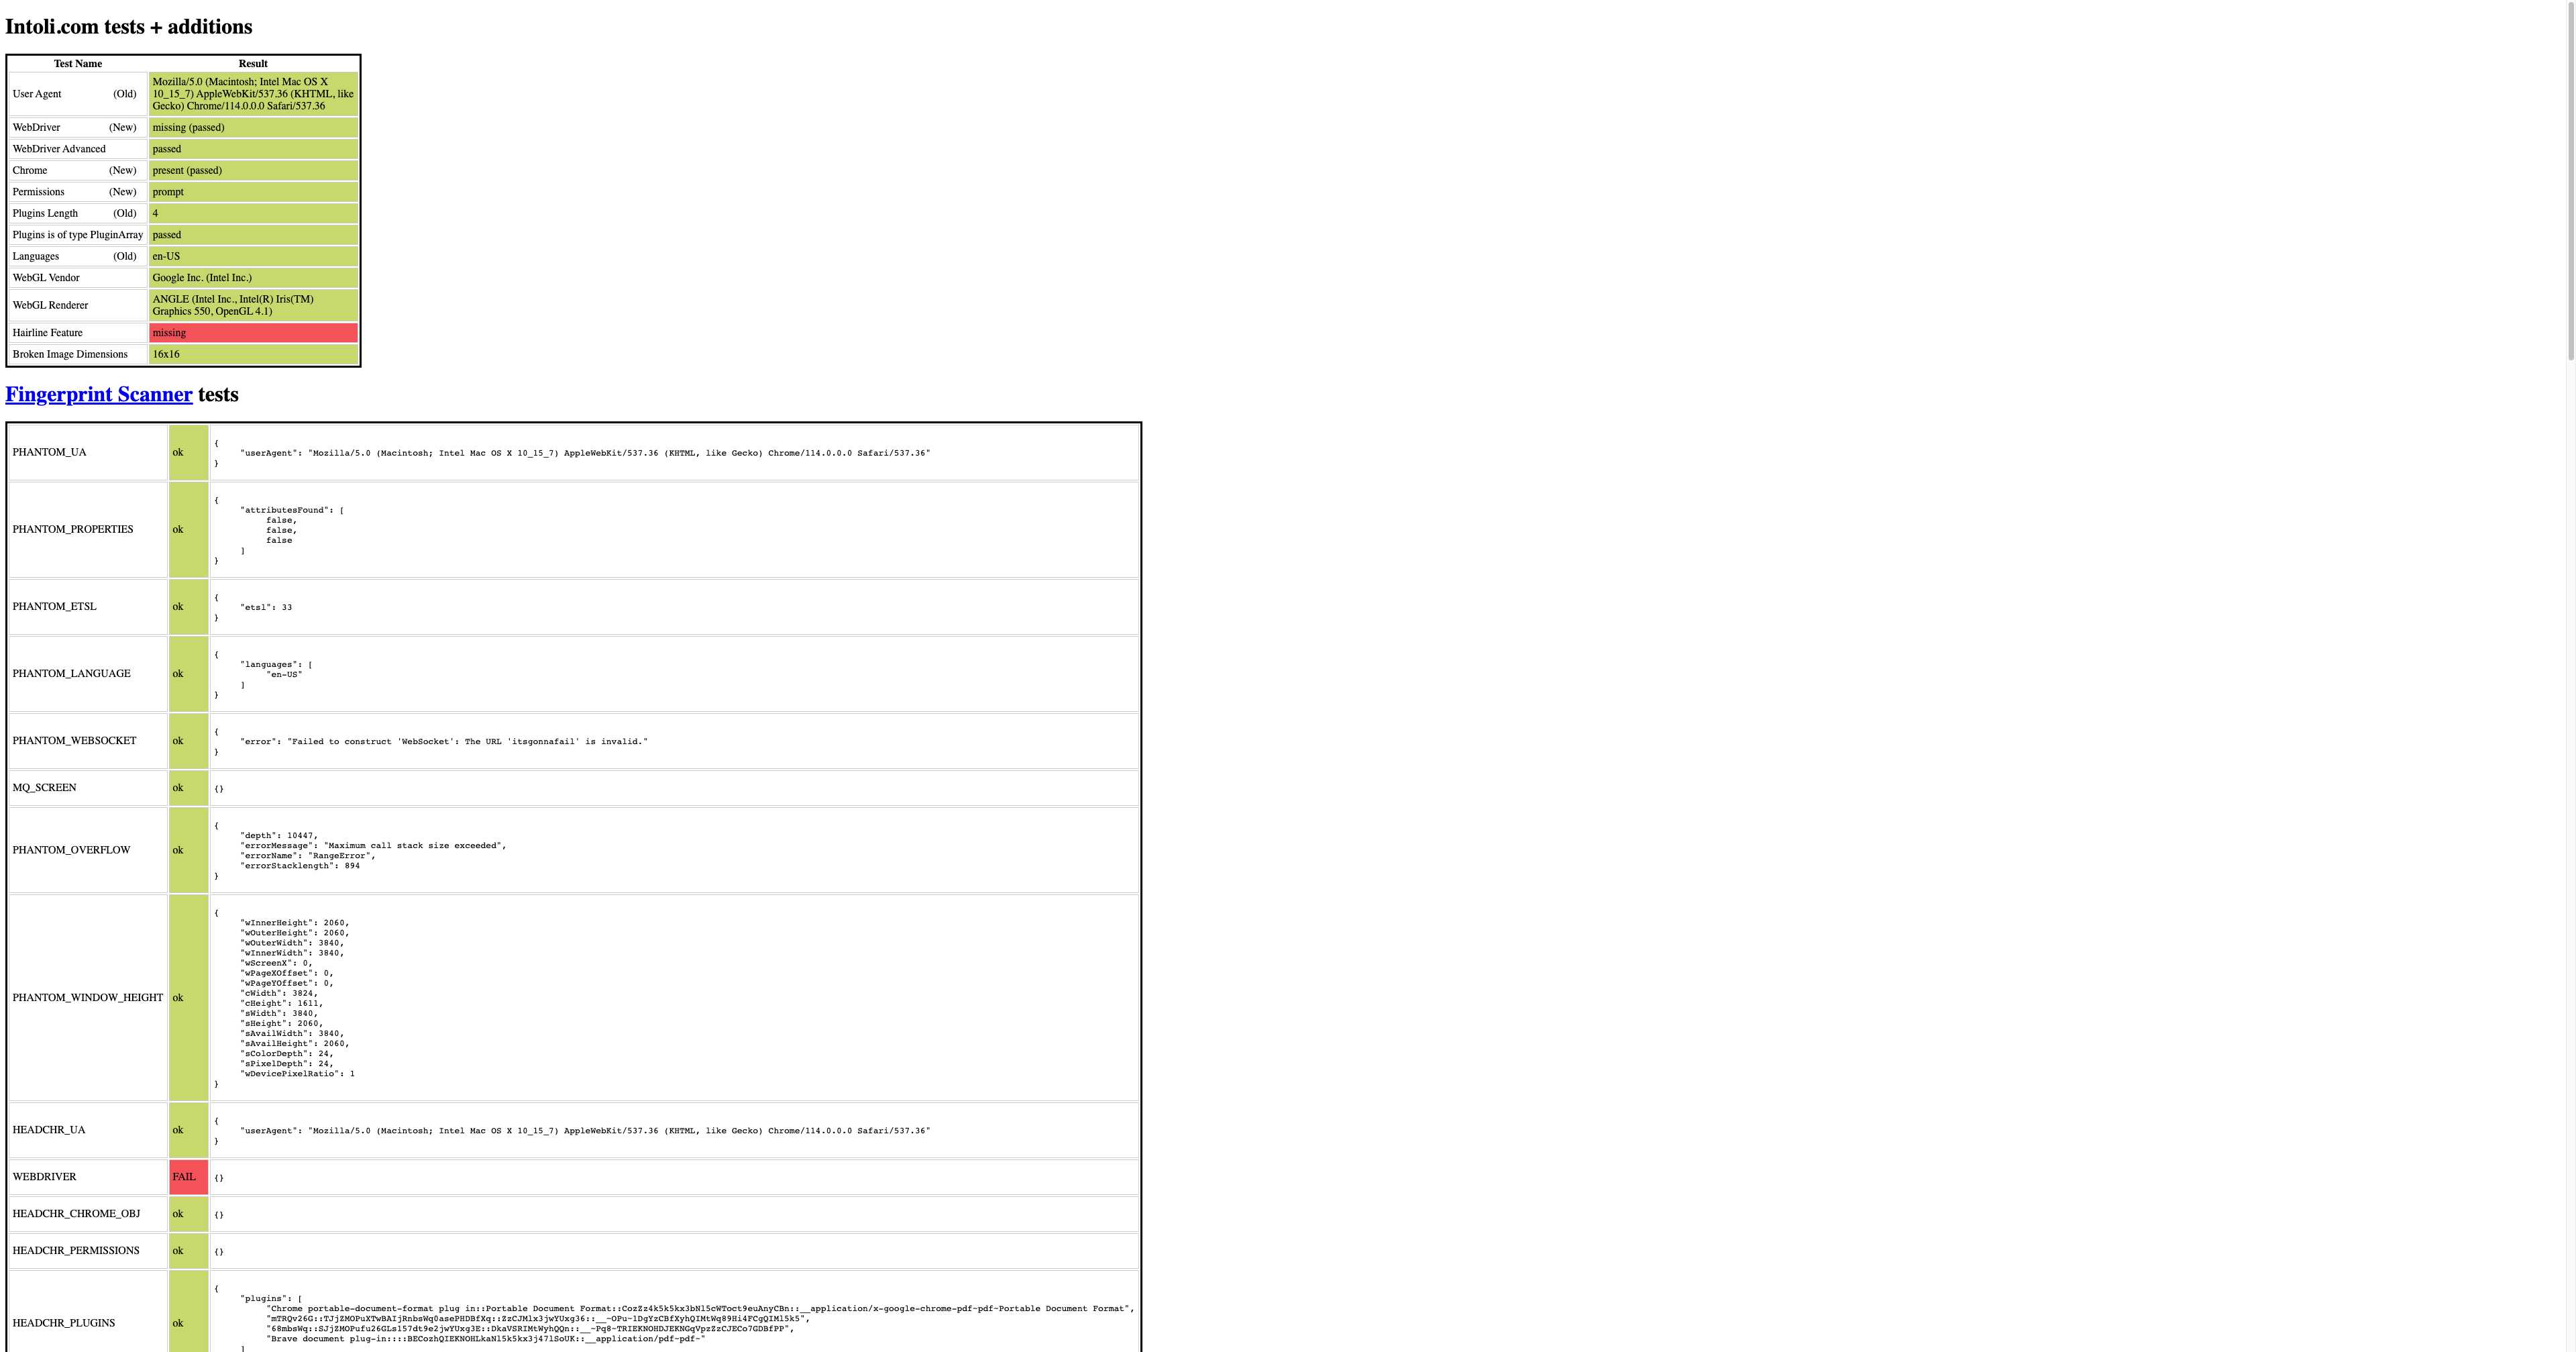 Intoli.com tests + additions
Test Name Result
User Agent (Old) Mozilla/5.0 (Macintosh; Intel Mac OS X
10_15_7) AppleWebKit/537.36 (KHTML, like
Gecko) Chrome/114.0.0.0 Safari/537.36
WebDriver (New) missing (passed)
WebDriver Advanced passed
Chrome (New) present (passed)
Permissions (New) prompt
Plugins Length (Old) 4
Plugins is of type PluginArray passed
Languages (Old) en-US
WebGL Vendor Google Inc. (Intel Inc.)
WebGL Renderer ANGLE (Intel Inc., Intel(R) Iris(TM)
Graphics 550, OpenGL 4.1)
Hairline Feature missing
Broken Image Dimensions 16x16
Fingerprint Scanner tests
PHANTOM_UA ok {
"userAgent": "Mozilla/5.0 (Macintosh; Intel Mac OS X 10_15_7) AppleWebKit/537.36 (KHTML, like Gecko) Chrome/114.0.0.0 Safari/537.36"
}
PHANTOM_PROPERTIES ok {
"attributesFound": [
false,
false,
false
]
}
PHANTOM_ETSL ok {
"etsl": 33
}
PHANTOM_LANGUAGE ok {
"languages": [
"en-US"
]
}
PHANTOM_WEBSOCKET ok {
"error": "Failed to construct 'WebSocket': The URL 'itsgonnafail' is invalid."
}
MQ_SCREEN ok {}
PHANTOM_OVERFLOW ok {
"depth": 10447,
"errorMessage": "Maximum call stack size exceeded",
"errorName": "RangeError",
"errorStacklength": 894
}
PHANTOM_WINDOW_HEIGHT ok {
"wInnerHeight": 2060,
"wOuterHeight": 2060,
"wOuterWidth": 3840,
"wInnerWidth": 3840,
"wScreenX": 0,
"wPageXOffset": 0,
"wPageYOffset": 0,
"cWidth": 3824,
"cHeight": 1611,
"sWidth": 3840,
"sHeight": 2060,
"sAvailWidth": 3840,
"sAvailHeight": 2060,
"sColorDepth": 24,
"sPixelDepth": 24,
"wDevicePixelRatio": 1
}
HEADCHR_UA ok {
"userAgent": "Mozilla/5.0 (Macintosh; Intel Mac OS X 10_15_7) AppleWebKit/537.36 (KHTML, like Gecko) Chrome/114.0.0.0 Safari/537.36"
}
WEBDRIVER FAIL {}
HEADCHR_CHROME_OBJ ok {}
HEADCHR_PERMISSIONS ok {}
HEADCHR_PLUGINS ok {
"plugins": [
"Chrome portable-document-format plug in::Portable Document Format::CozZz4k5k5kx3bNl5cWToct9euAnyCBn::__application/x-google-chrome-pdf~pdf~Portable Document Format",
"Brave document plug-in::::BECozhQIEKNOHLkaNl5k5kx3j47lSoUK::__application/pdf~pdf~"
]